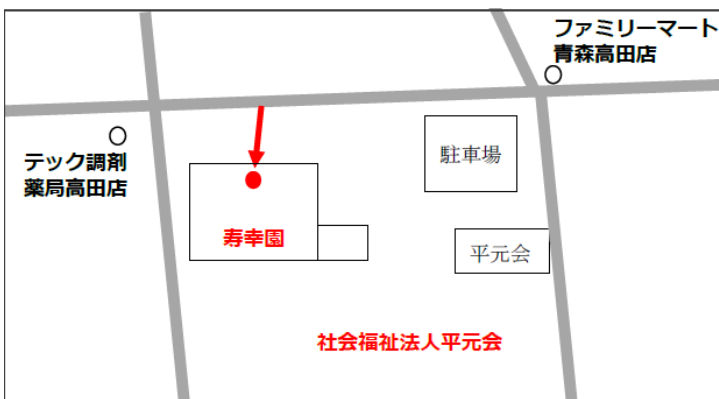 ファミリーマート
青森高田店
テック調剤
薬局高田店
駐車場
寿幸園
平元会
社会福祉法人平元会